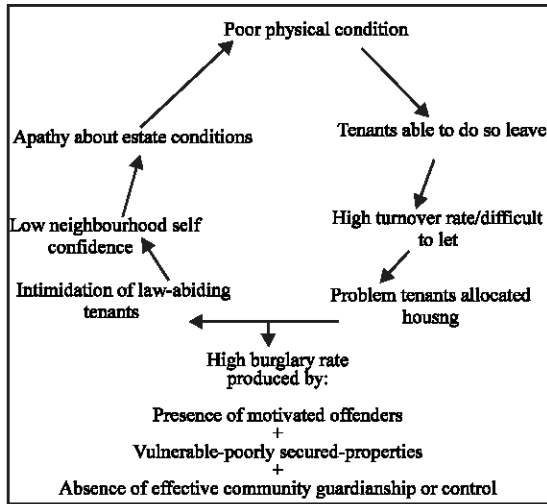 Poor physical condition
Tenants able to do so leave
High turnover rate/difficult
to let
Problem tenants allocated
housng
Intimidation of law-abiding
tenants
Low neighbourhood self
confidence
Apathy about estate conditions
High burglary rate
produced by:
Presence of motivated offenders
+
Vulnerable-poorly secured-properties
+
Absence of effective community guardianship or control